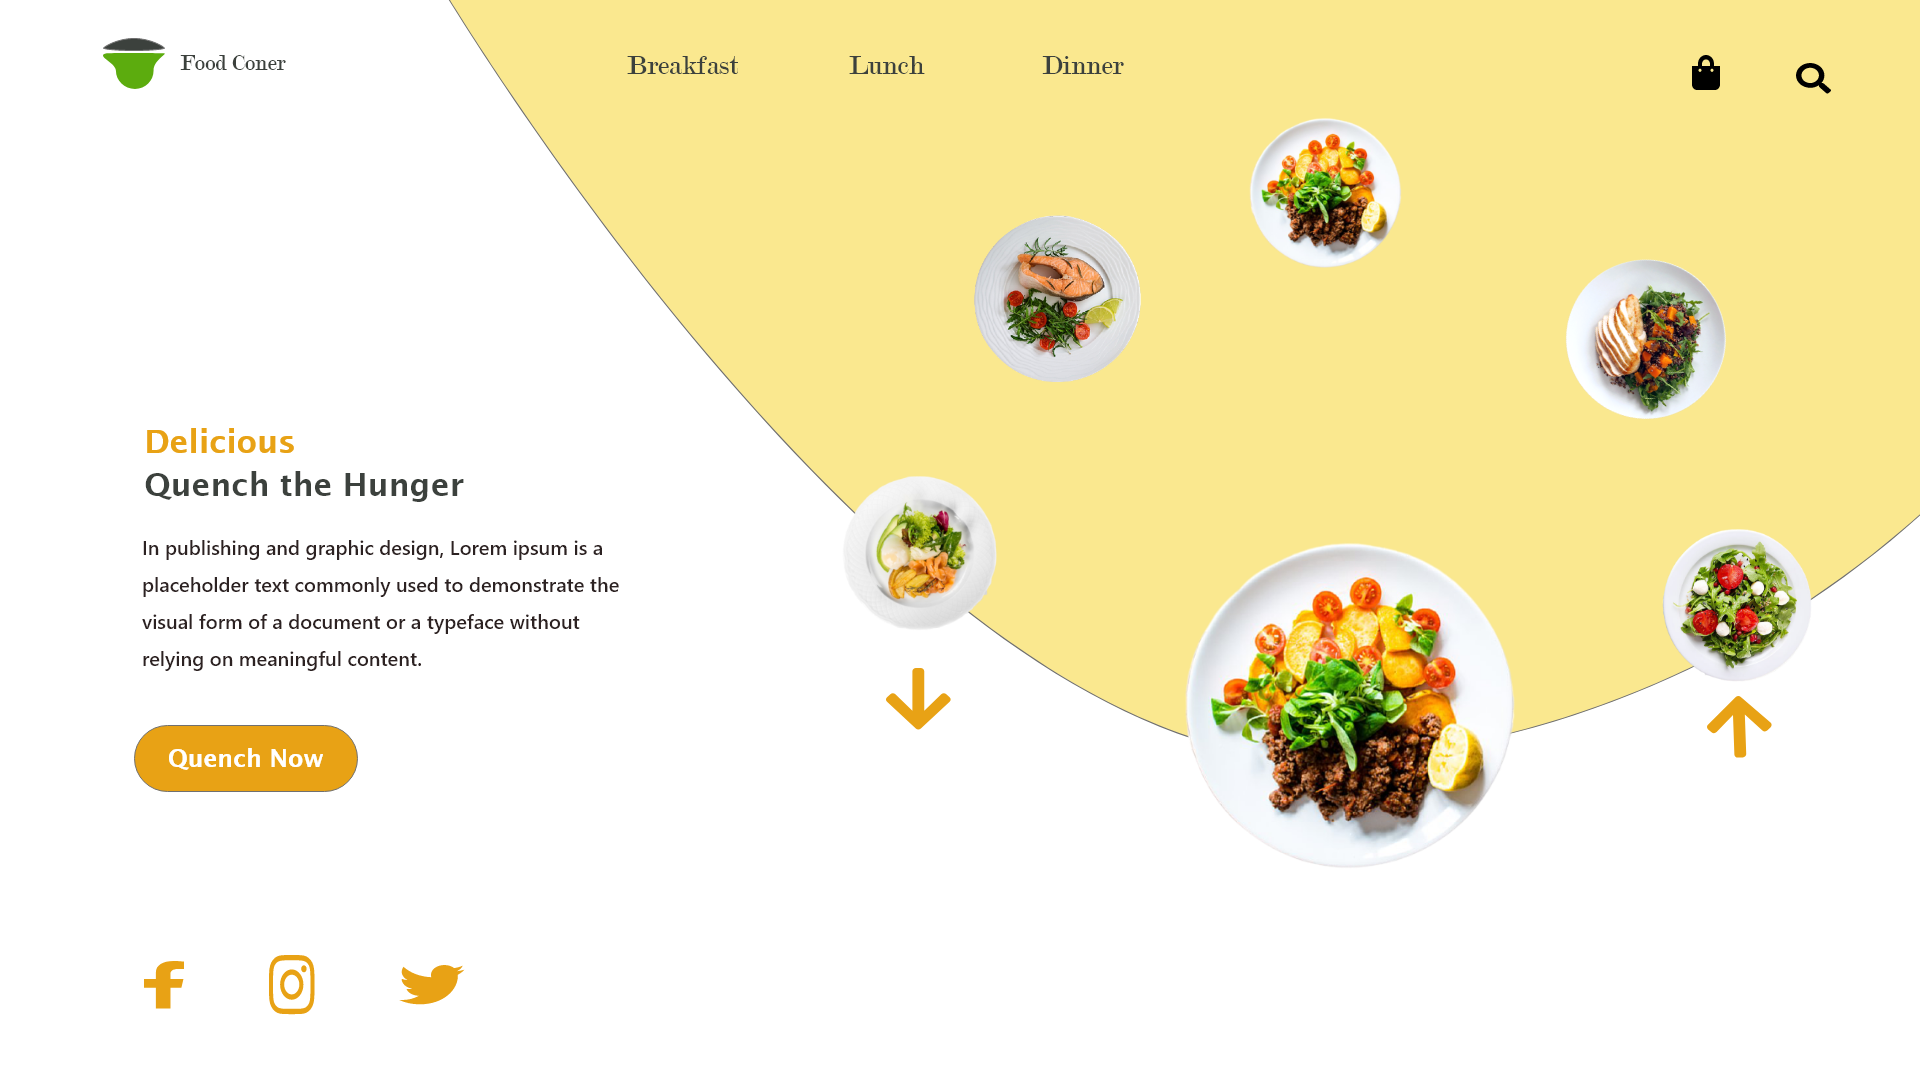 Food Coner
Breakfast
Lunch
Dinner
Delicious
Quench the Hunger
In publishing and graphic design, Lorem ipsum is a
placeholder text commonly used to demonstrate the
visual form of a document or a typeface without
relying on meaningful content.
Quench Now